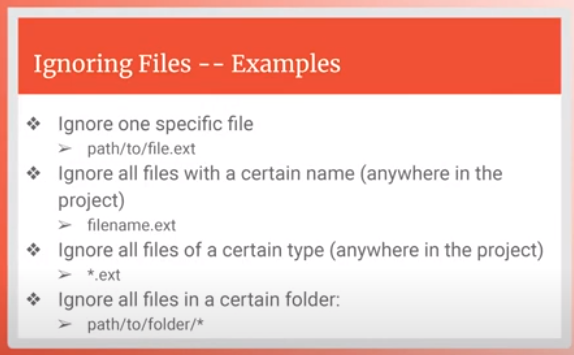 Ignoring Files -- Examples
❖ Ignore one specific file
➢ path/to/file.ext
❖ Ignore all files with a certain name (anywhere in the
project)
➢ filename.ext
❖ Ignore all files of a certain type (anywhere in the project)
➢ *.ext
❖ Ignore all files in a certain folder:
➢ path/to/folder/*